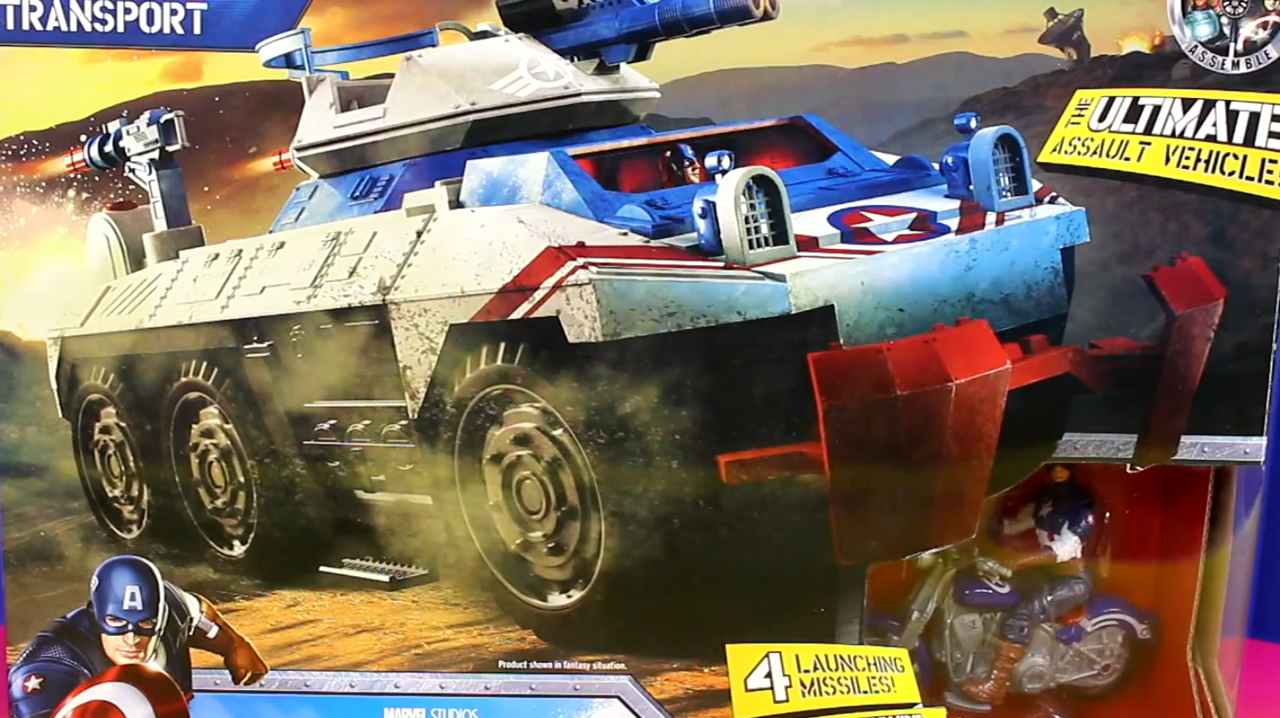 TRANSPORT
ASSEMBLE
THE ULTIMATE
ASSAULT VEHICLE
A
Product shown in fantasy situation.
4 LAUNCHING
MISSILES!
MARVEL STUDIOS